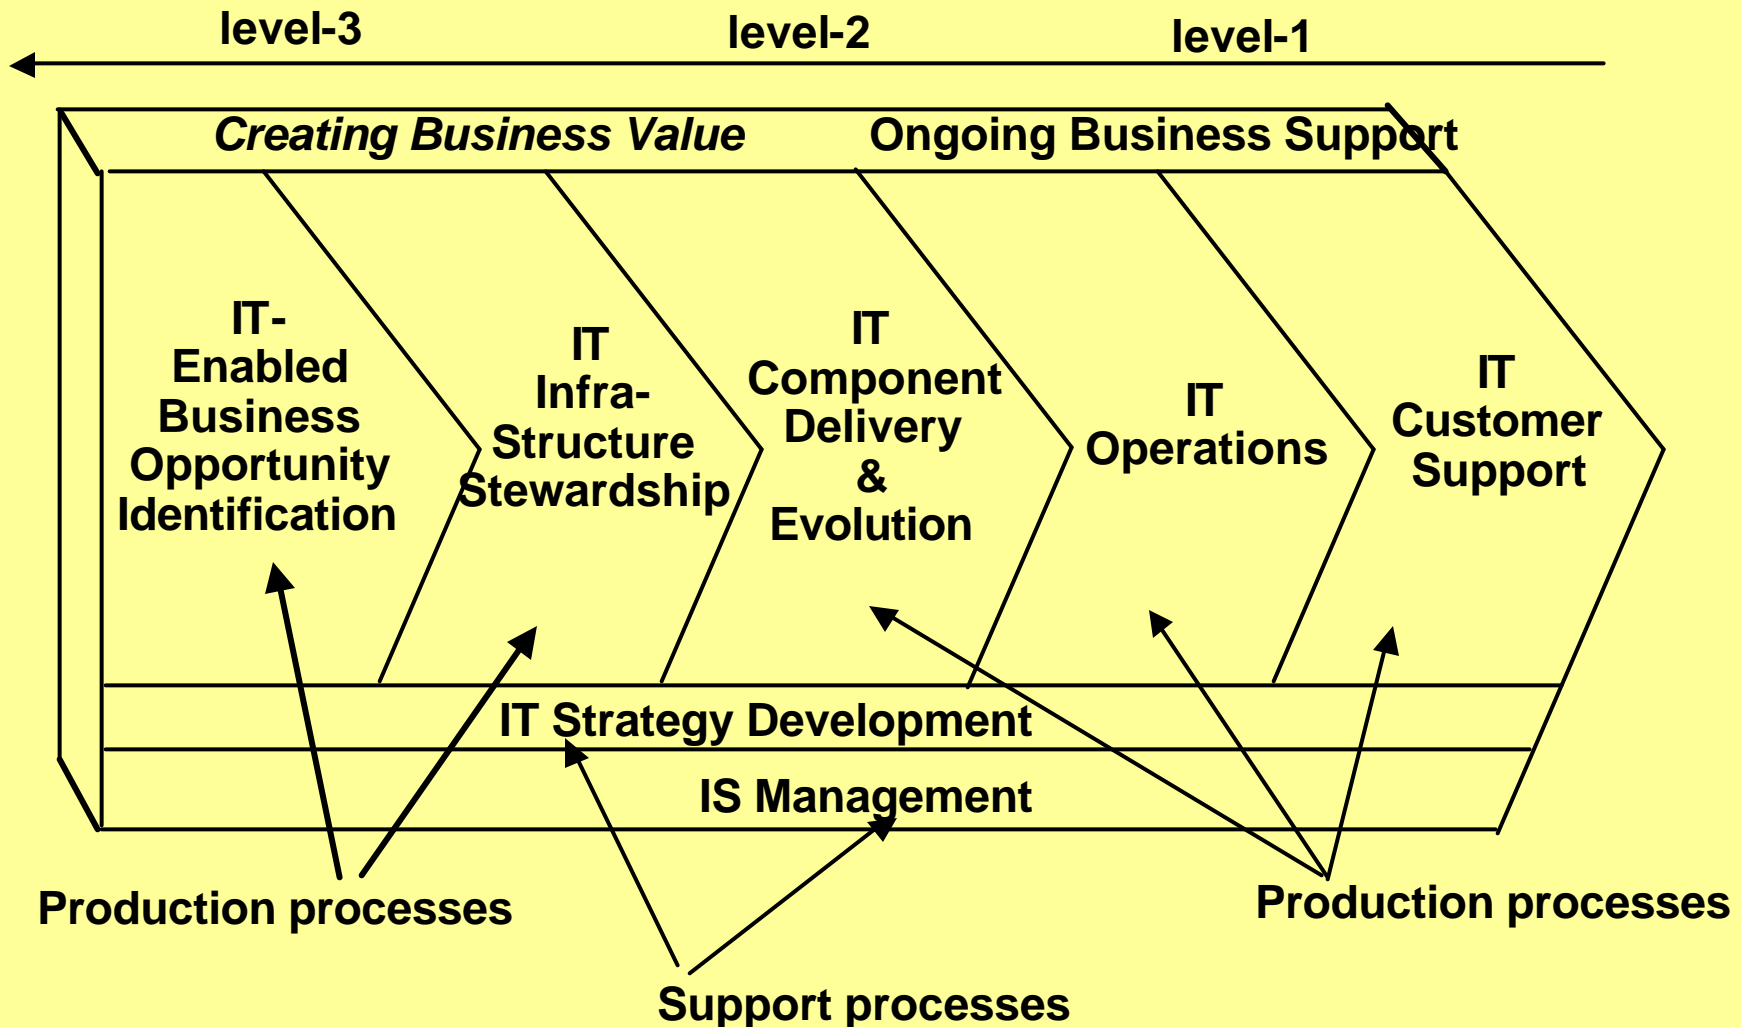 level-3 level-2 level-1
Creating Business Value Ongoing Business Support
IT-
Enabled
Business
Opportunity
Identification
IT
Infra-
Structure
Stewardship
IT
Component
Delivery
&
Evolution
IT
Operations
IT
Customer
Support
IT Strategy Development
IS Management
Production processes
Production processes
Support processes